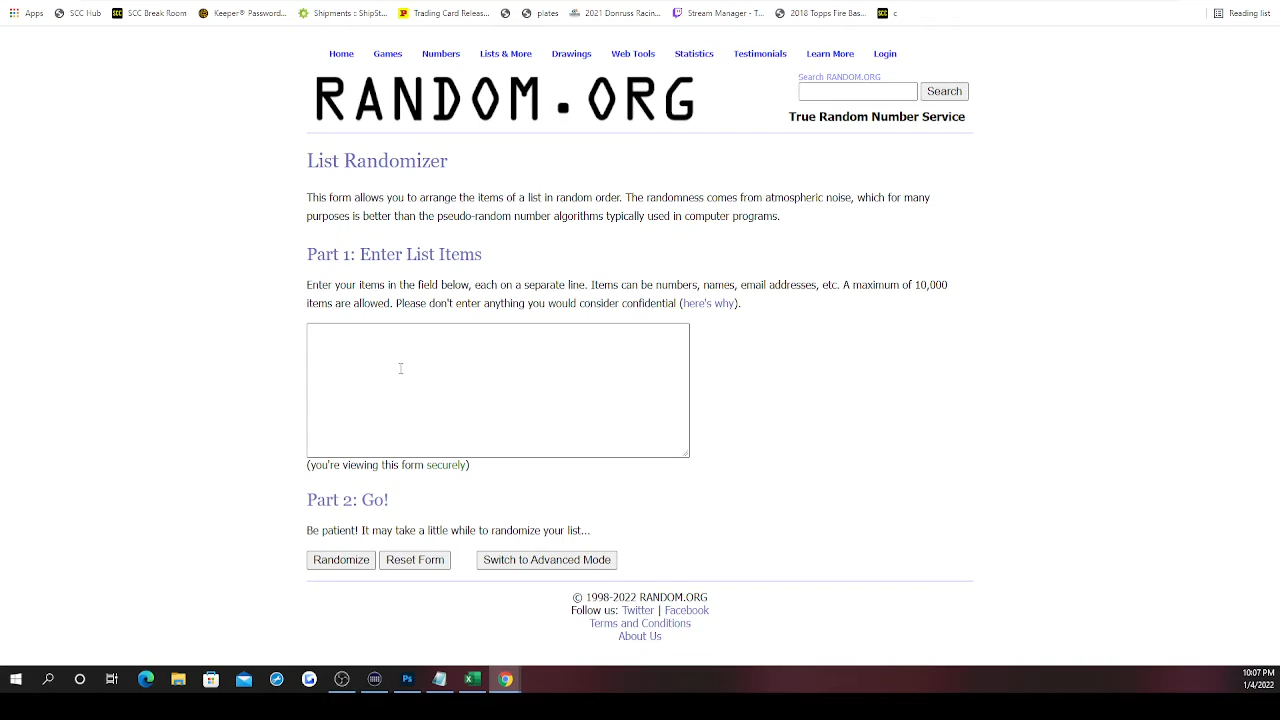 Apps SCC Hub SCC Break Room Keeper® Password... Shipments :: ShipSt... Trading Card Releas... plates 2021 Donruss Racin... Stream Manager - T... 2018 Topps Fire Bas... c Reading list
Home Games Numbers Lists & More Drawings Web Tools Statistics Testimonials Learn More Login
RANDOM.ORG
Search RANDOM.ORG
Search
True Random Number Service
List Randomizer
This form allows you to arrange the items of a list in random order. The randomness comes from atmospheric noise, which for many
purposes is better than the pseudo-random number algorithms typically used in computer programs.
Part 1: Enter List Items
Enter your items in the field below, each on a separate line. Items can be numbers, names, email addresses, etc. A maximum of 10,000
items are allowed. Please don't enter anything you would consider confidential (here's why).
(you're viewing this form securely)
Part 2: Go!
Be patient! It may take a little while to randomize your list...
Randomize Reset Form Switch to Advanced Mode
© 1998-2022 RANDOM.ORG
Follow us: Twitter | Facebook
Terms and Conditions
About Us
10:07 PM
1/4/2022